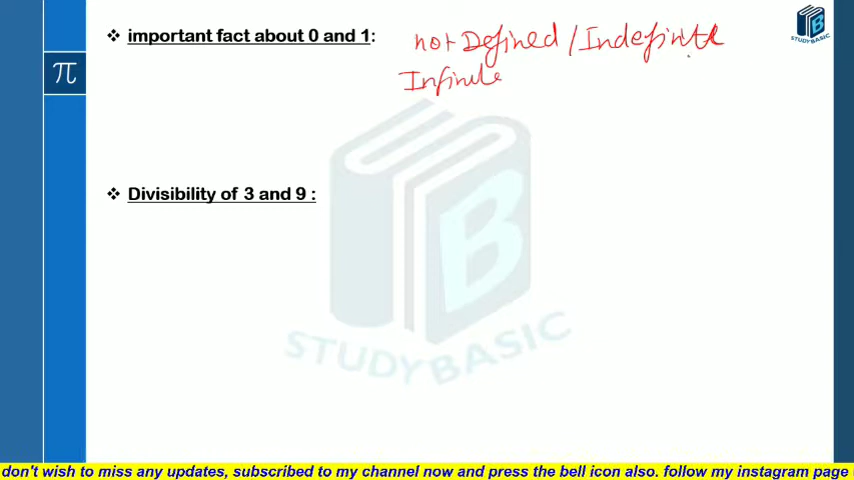 ❖ important fact about 0 and 1: not Defined / Indefinite
Infinite
π
B
STUDYBASIC
❖ Divisibility of 3 and 9 :
B
STUDYBASIC
don't wish to miss any updates, subscribed to my channel now and press the bell icon also. follow my instagram page